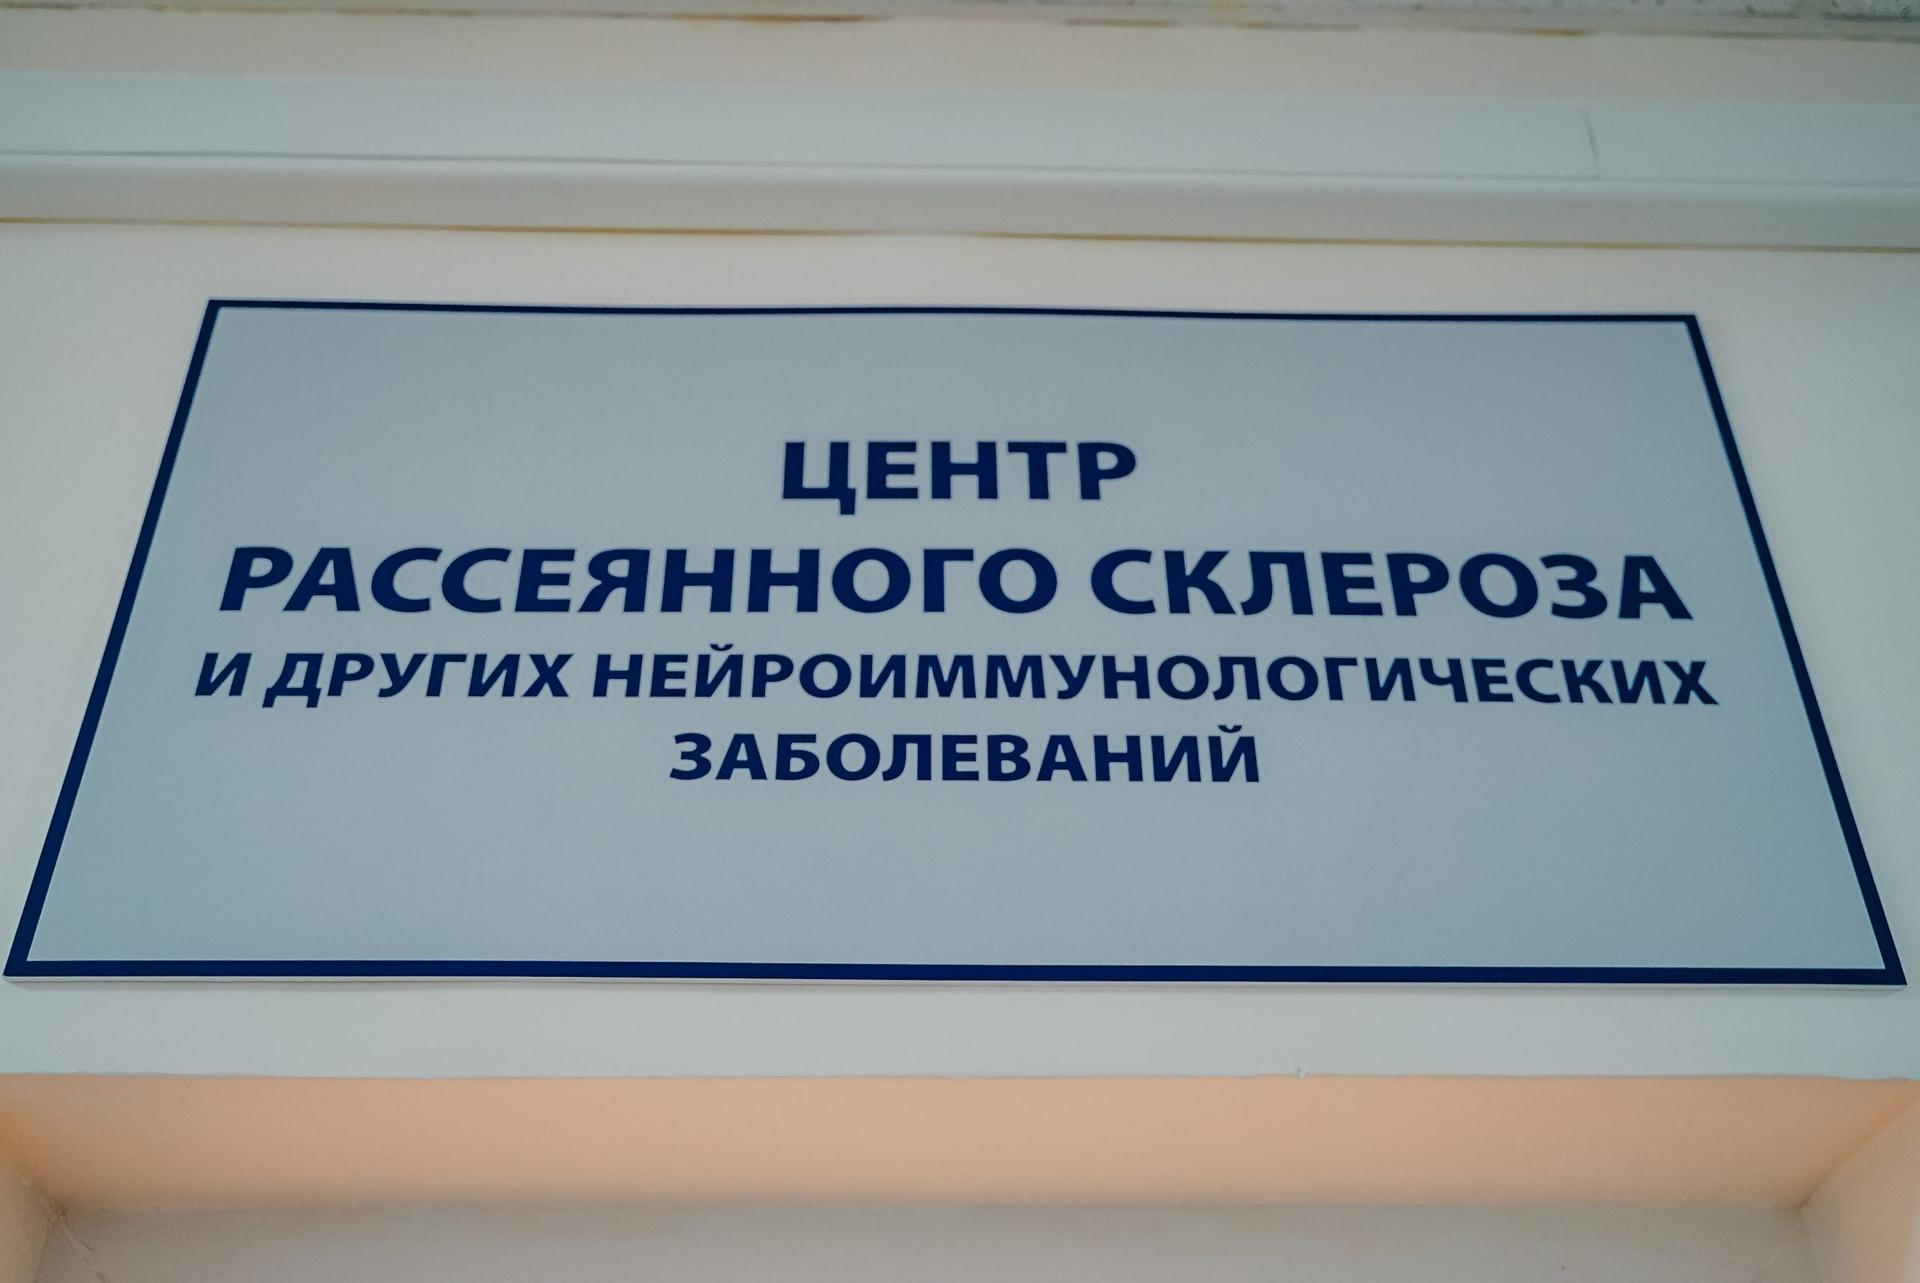 ЦЕНТР
РАССЕЯННОГО СКЛЕРОЗА
И ДРУГИХ НЕЙРОИММУНОЛОГИЧЕСКИХ
ЗАБОЛЕВАНИЙ